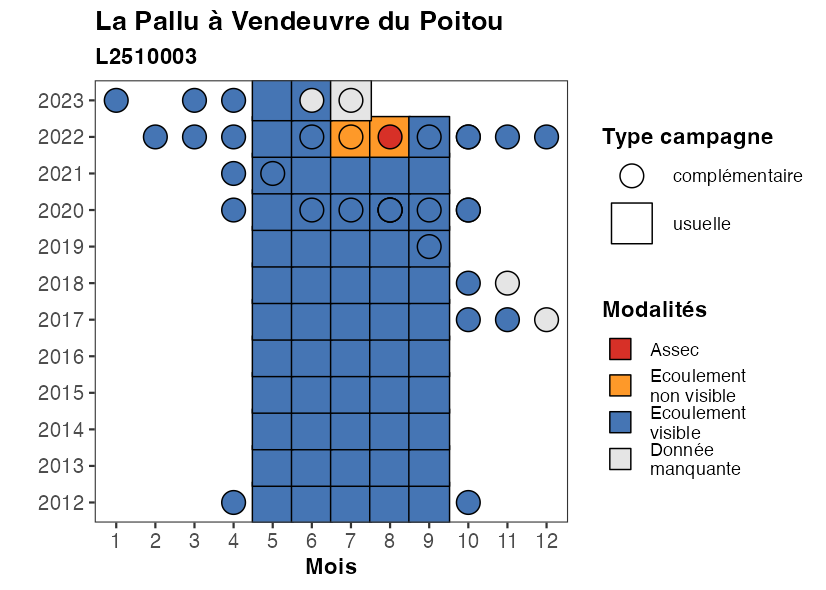 La Pallu à Vendeuvre du Poitou
L2510003
2023
2022
2021
2020
2019
2018
2017
2016
2015
2014
2013
2012
1 2 3 4 5 6 7 8 9 10 11 12
Mois
Type campagne
complémentaire
usuelle
Modalités
Assec
Ecoulement
non visible
Ecoulement
visible
Donnée
manquante